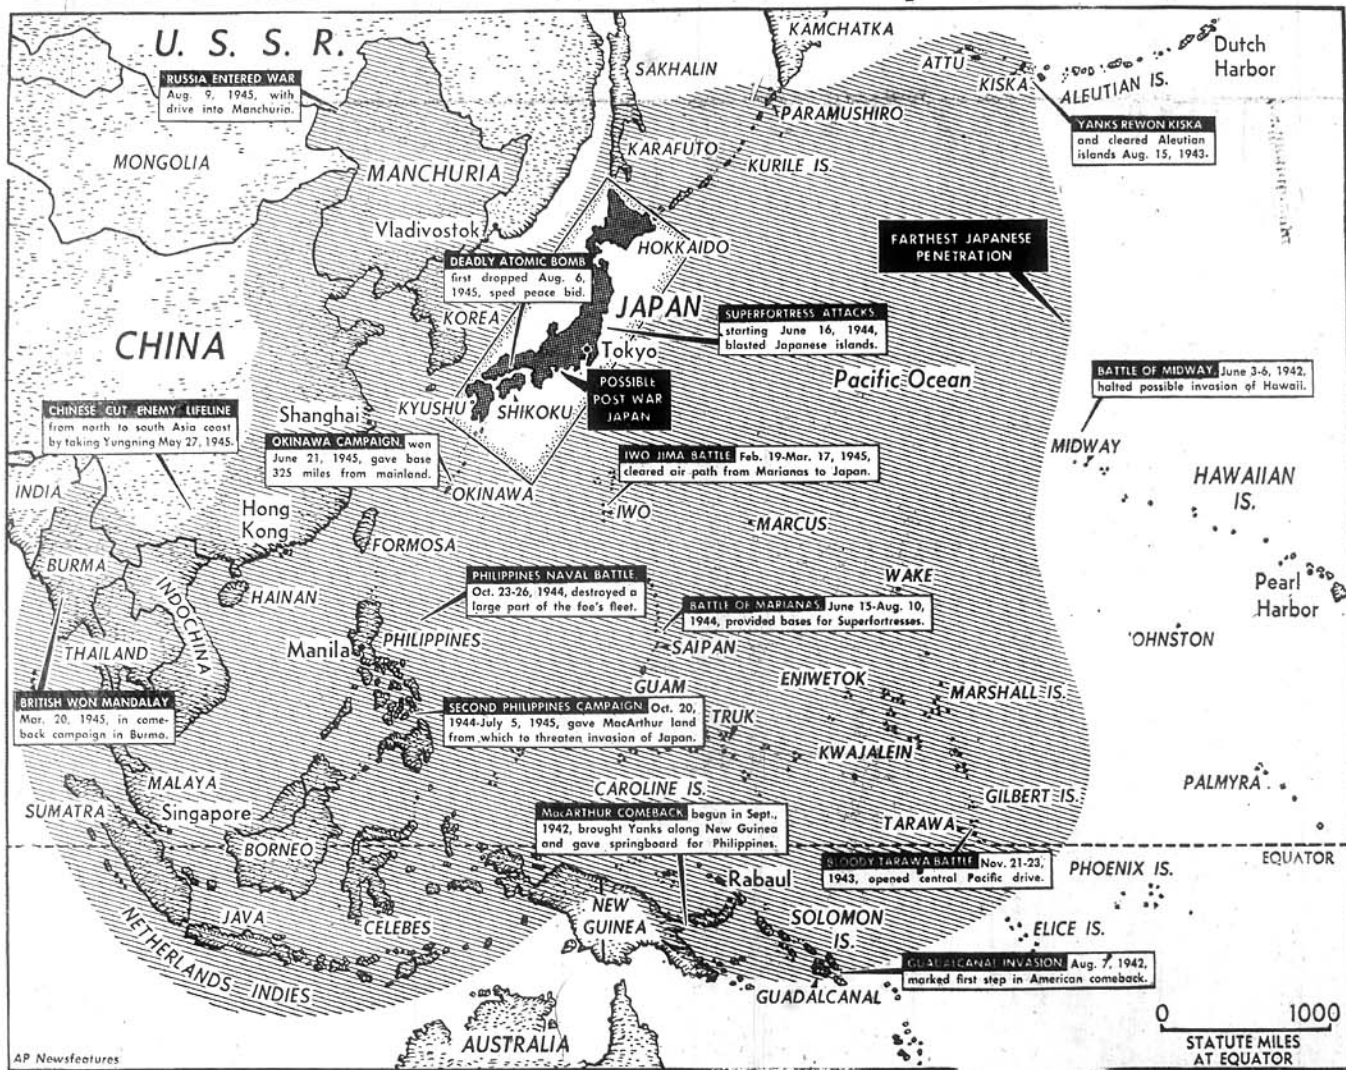 U. S. S. R.
KAMCHATKA
Dutch
Harbor
ATTU
KISKA
ALEUTIAN IS.
RUSSIA ENTERED WAR
Aug. 9, 1945, with
drive into Manchuria.
SAKHALIN
PARAMUSHIRO
YANKS REWON KISKA
and cleared Aleutian
islands Aug. 15, 1943.
MONGOLIA
MANCHURIA
KARAFUTO
KURILE IS.
Vladivostok
HOKKAIDO
FARTHEST JAPANESE
PENETRATION
DEADLY ATOMIC BOMB
first dropped Aug. 6,
1945, sped peace bid.
KOREA
JAPAN
SUPERFORTRESS ATTACKS
starting June 16, 1944,
blasted Japanese islands.
CHINA
Tokyo
Pacific Ocean
BATTLE OF MIDWAY, June 3-6, 1942,
halted possible invasion of Hawaii.
POSSIBLE
POST WAR
JAPAN
CHINESE CUT ENEMY LIFELINE
from north to south Asia coast
by taking Yungning May 27, 1945.
Shanghai
KYUSHU
SHIKOKU
MIDWAY
OKINAWA CAMPAIGN, won
June 21, 1945, gave base
325 miles from mainland.
IWO JIMA BATTLE, Feb. 19-Mar. 17, 1945,
cleared air path from Marianas to Japan.
HAWAIIAN
IS.
INDIA
OKINAWA
IWO
MARCUS
Hong
Kong
FORMOSA
BURMA
INDOCHINA
HAINAN
PHILIPPINES NAVAL BATTLE,
Oct. 23-26, 1944, destroyed a
large part of the foe's fleet.
WAKE
Pearl
Harbor
BATTLE OF MARIANAS, June 15-Aug. 10,
1944, provided bases for Superfortresses.
THAILAND
Manila
PHILIPPINES
SAIPAN
'OHNSTON
GUAM
ENIWETOK
MARSHALL IS.
BRITISH WON MANDALAY
Mar. 20, 1945, in come-
back campaign in Burma.
SECOND PHILIPPINES CAMPAIGN, Oct. 20,
1944-July 5, 1945, gave MacArthur land
from which to threaten invasion of Japan.
TRUK
KWAJALEIN
MALAYA
SUMATRA
Singapore
CAROLINE IS.
GILBERT IS.
PALMYRA
MacARTHUR COMEBACK, begun in Sept.,
1942, brought Yanks along New Guinea
and gave springboard for Philippines.
TARAWA
BORNEO
EQUATOR
BLOODY TARAWA BATTLE, Nov. 21-23,
1943, opened central Pacific drive.
PHOENIX IS.
Rabaul
JAVA
CELEBES
NEW
GUINEA
SOLOMON
IS.
ELICE IS.
NETHERLANDS INDIES
GUADALCANAL INVASION, Aug. 7, 1942,
marked first step in American comeback.
GUADALCANAL
AUSTRALIA
0 1000
STATUTE MILES
AT EQUATOR
AP Newsfeatures